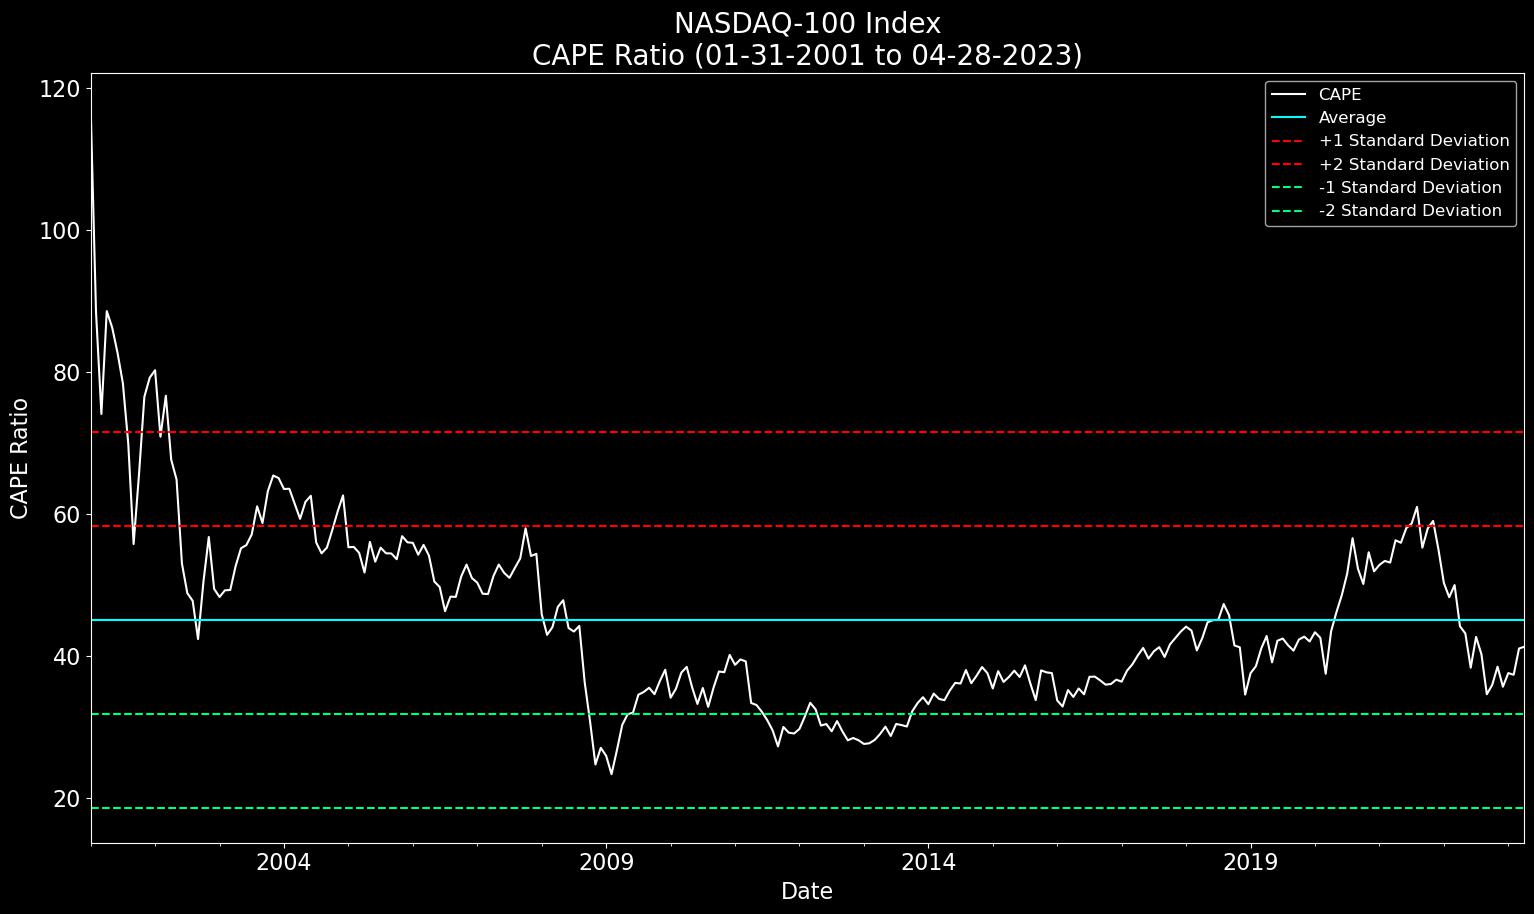 NASDAQ-100 Index
CAPE Ratio (01-31-2001 to 04-28-2023)
CAPE
Average
+1 Standard Deviation
+2 Standard Deviation
-1 Standard Deviation
-2 Standard Deviation
120
100
80
60
40
20
CAPE Ratio
2004
2009
2014
2019
Date